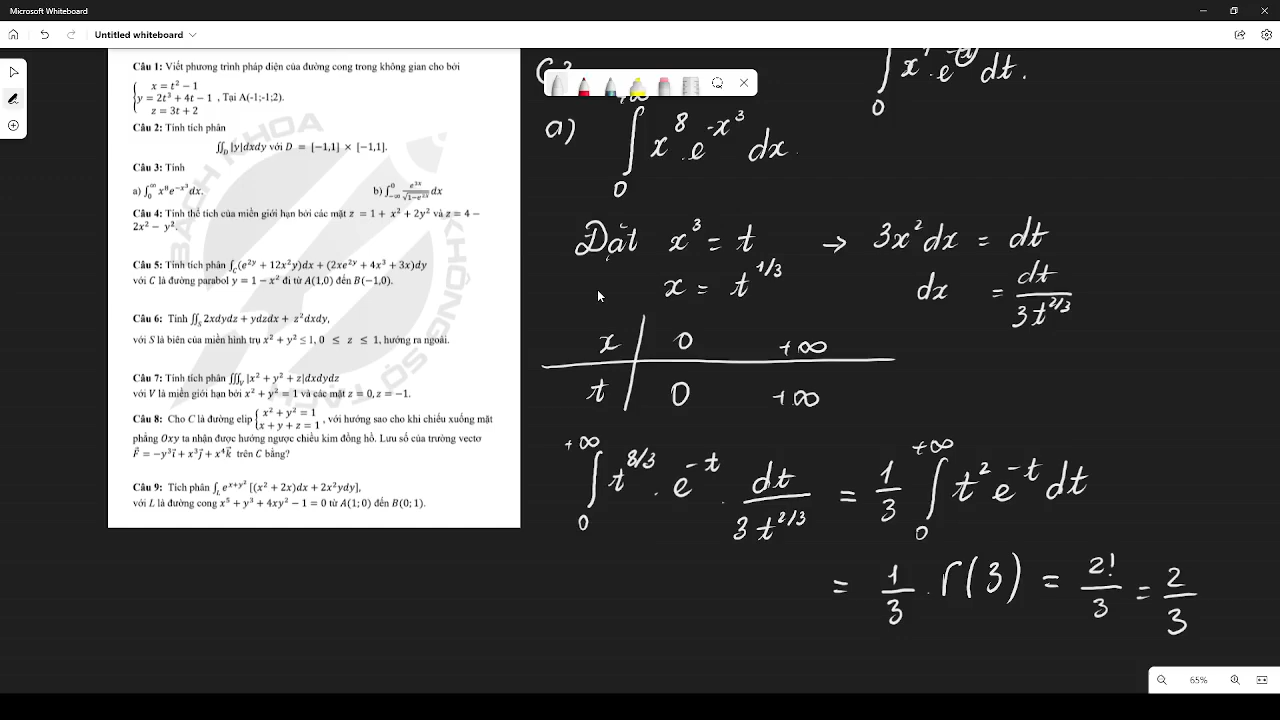 Microsoft Whiteboard
Untitled whiteboard
Câu 1: Viết phương trình pháp diện của đường cong trong không gian cho bởi
x = t² − 1
y = 2t³ + 4t − 1 , Tại A(-1;-1;2).
z = 3t + 2
Câu 2: Tính tích phân
∬_D |y|dxdy với D = [−1,1] × [−1,1].
Câu 3: Tính
a) ∫₀^∞ x⁸e^(−x³)dx. b) ∫_(−∞)^0 e^(3x)/√(1−e^(2x)) dx
Câu 4: Tính thể tích của miền giới hạn bởi các mặt z = 1 + x² + 2y² và z = 4 −
2x² − y².
Câu 5: Tính tích phân ∫_C(e^(2y) + 12x²y)dx + (2xe^(2y) + 4x³ + 3x)dy
với C là đường parabol y = 1 − x² đi từ A(1,0) đến B(−1,0).
Câu 6: Tính ∬_S 2xdydz + ydzdx + z²dxdy,
với S là biên của miền hình trụ x² + y² ≤ 1, 0 ≤ z ≤ 1, hướng ra ngoài.
Câu 7: Tính tích phân ∭_V |x² + y² + z|dxdydz
với V là miền giới hạn bởi x² + y² = 1 và các mặt z = 0, z = −1.
Câu 8: Cho C là đường elip { x² + y² = 1
x + y + z = 1 , với hướng sao cho khi chiếu xuống mặt
phẳng Oxy ta nhận được hướng ngược chiều kim đồng hồ. Lưu số của trường vectơ
F⃗ = −y³i⃗ + x³j⃗ + x⁴k⃗ trên C bằng?
Câu 9: Tích phân ∫_L e^(x+y²) [(x² + 2x)dx + 2x²ydy],
với L là đường cong x⁵ + y³ + 4xy² − 1 = 0 từ A(1; 0) đến B(0; 1).
BÁCH KHOA
KHÔNG SỢ TẠCH
a) ∫₀^(+∞) x⁸.e^(−x³) dx.
Đặt x³ = t → 3x²dx = dt
x = t^(1/3) dx = dt/(3t^(2/3))
x | 0 +∞
t | 0 +∞
∫₀^(+∞) t^(8/3) . e^(−t) . dt/(3t^(2/3)) = 1/3 ∫₀^(+∞) t² e^(−t) dt
= 1/3 . Γ(3) = 2!/3 = 2/3
65%